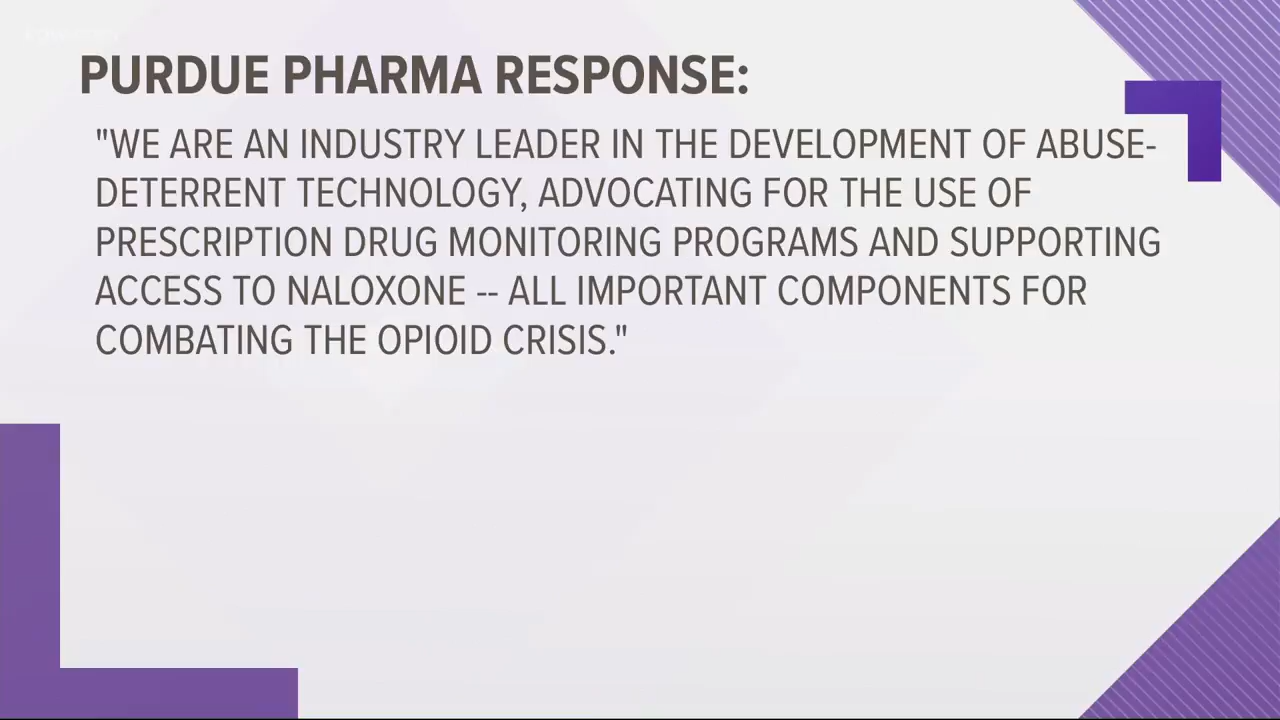 PURDUE PHARMA RESPONSE:
"WE ARE AN INDUSTRY LEADER IN THE DEVELOPMENT OF ABUSE-
DETERRENT TECHNOLOGY, ADVOCATING FOR THE USE OF
PRESCRIPTION DRUG MONITORING PROGRAMS AND SUPPORTING
ACCESS TO NALOXONE -- ALL IMPORTANT COMPONENTS FOR
COMBATING THE OPIOID CRISIS."